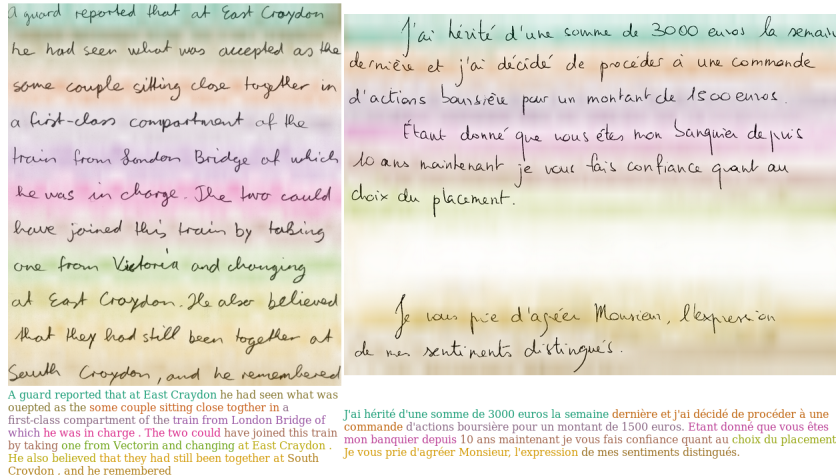 a guard reported that at East Croydon
he had seen what was accepted as the
some couple sitting close together in
a first-class compartment of the
train from London Bridge of which
he was in charge. The two could
have joined this train by taking
one from Victoria and changing
at East Croydon. He also believed
that they had still been together at
South Croydon, and he remembered
A guard reported that at East Croydon he had seen what was
ouepted as the some couple sitting close togther in a
first-class compartment of the train from London Bridge of
which he was in charge . The two could have joined this train
by taking one from Vectorin and changing at East Croydon .
He also believed that they had still been together at South
Croydon , and he remembered
J'ai hérité d'une somme de 3000 euros la semain
dernière et j'ai décidé de procéder à une commande
d'actions boursière pour un montant de 1500 euros.
Étant donné que vous êtes mon banquier depuis
10 ans maintenant je vous fais confiance quant au
choix du placement.
Je vous prie d'agréer Monsieur, l'expression
de mes sentiments distingués.
J'ai hérité d'une somme de 3000 euros la semaine dernière et j'ai décidé de procéder à une
commande d'actions boursière pour un montant de 1500 euros. Etant donné que vous êtes
mon banquier depuis 10 ans maintenant je vous fais confiance quant au choix du placement
Je vous prie d'agréer Monsieur, l'expression de mes sentiments distingués.